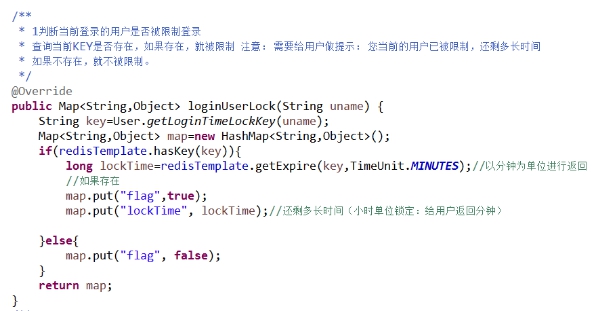 /**
* 1判断当前登录的用户是否被限制登录
* 查询当前KEY是否存在，如果存在，就被限制 注意：需要给用户做提示：您当前的用户已被限制，还剩多长时间
* 如果不存在，就不被限制。
*/
@Override
public Map<String,Object> loginUserLock(String uname) {
String key=User.getLoginTimeLockKey(uname);
Map<String,Object> map=new HashMap<String,Object>();
if(redisTemplate.hasKey(key)){
long lockTime=redisTemplate.getExpire(key,TimeUnit.MINUTES);//以分钟为单位进行返回
//如果存在
map.put("flag",true);
map.put("lockTime", lockTime);//还剩多长时间（小时单位锁定：给用户返回分钟）
}else{
map.put("flag", false);
}
return map;
}